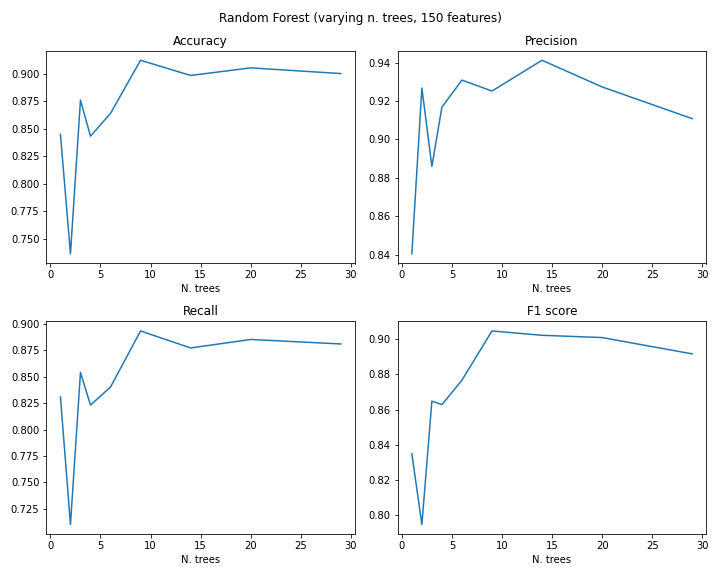 Random Forest (varying n. trees, 150 features)
Accuracy
0.900
0.875
0.850
0.825
0.800
0.775
0.750
0 5 10 15 20 25 30
N. trees
Precision
0.94
0.92
0.90
0.88
0.86
0.84
0 5 10 15 20 25 30
N. trees
Recall
0.900
0.875
0.850
0.825
0.800
0.775
0.750
0.725
0 5 10 15 20 25 30
N. trees
F1 score
0.90
0.88
0.86
0.84
0.82
0.80
0 5 10 15 20 25 30
N. trees